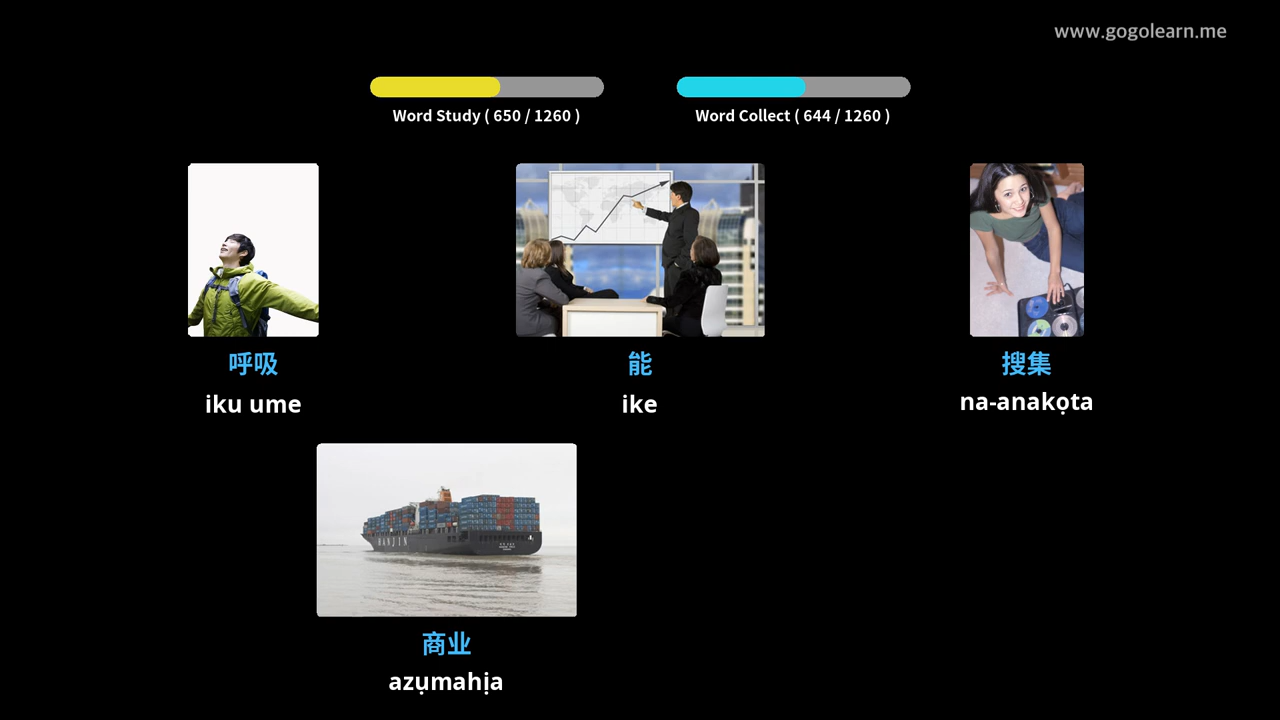 www.gogolearn.me
Word Study ( 650 / 1260 )
Word Collect ( 644 / 1260 )
呼吸
能
搜集
iku ume
ike
na-anakọta
HANJIN
商业
azụmahịa